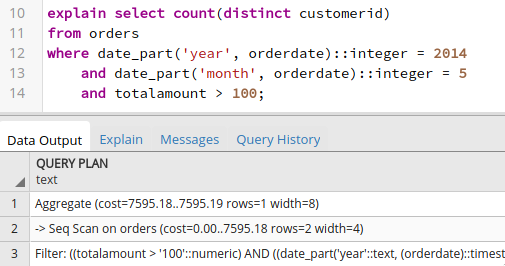 10 explain select count(distinct customerid)
11 from orders
12 where date_part('year', orderdate)::integer = 2014
13 and date_part('month', orderdate)::integer = 5
14 and totalamount > 100;
Data Output Explain Messages Query History
QUERY PLAN
text
1 Aggregate (cost=7595.18..7595.19 rows=1 width=8)
2 -> Seq Scan on orders (cost=0.00..7595.18 rows=2 width=4)
3 Filter: ((totalamount > '100'::numeric) AND ((date_part('year'::text, (orderdate)::timest